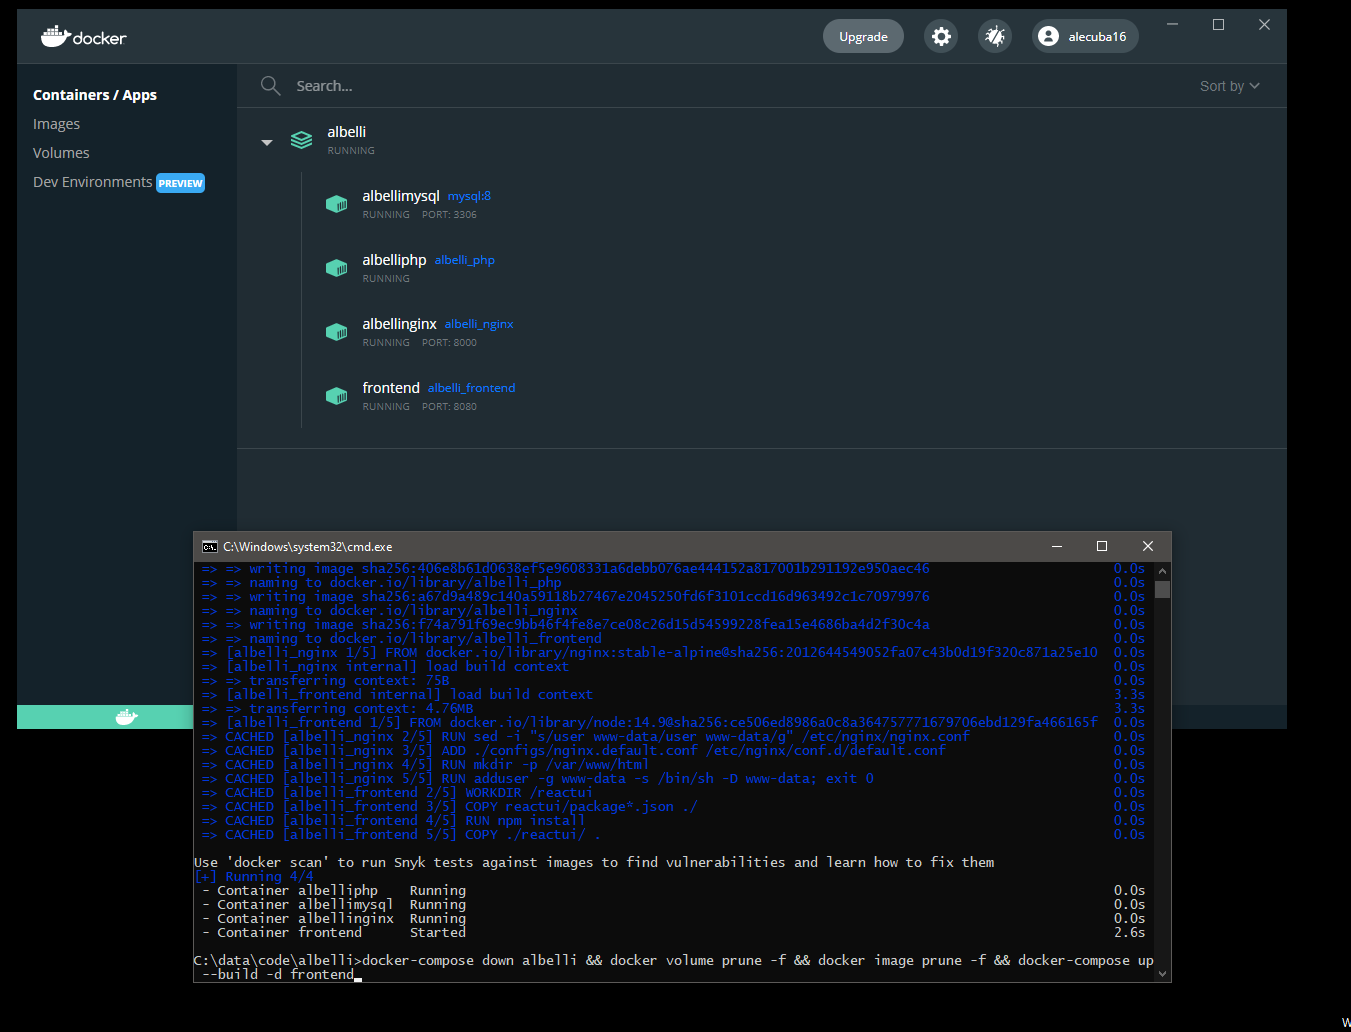 docker
Upgrade
alecuba16
Containers / Apps
Images
Volumes
Dev Environments PREVIEW
Search...
Sort by
albelli
RUNNING
albellimysql mysql:8
RUNNING PORT: 3306
albelliphp albelli_php
RUNNING
albellinginx albelli_nginx
RUNNING PORT: 8000
frontend albelli_frontend
RUNNING PORT: 8080
C:\Windows\system32\cmd.exe
=> => writing image sha256:406e8b61d0638ef5e9608331a6debb076ae444152a817001b291192e950aec46 0.0s
=> => naming to docker.io/library/albelli_php 0.0s
=> => writing image sha256:a67d9a489c140a59118b27467e2045250fd6f3101ccd16d963492c1c70979976 0.0s
=> => naming to docker.io/library/albelli_nginx 0.0s
=> => writing image sha256:f74a791f69ec9bb46f4fe8e7ce08c26d15d54599228fea15e4686ba4d2f30c4a 0.0s
=> => naming to docker.io/library/albelli_frontend 0.0s
=> [albelli_nginx 1/5] FROM docker.io/library/nginx:stable-alpine@sha256:2012644549052fa07c43b0d19f320c871a25e10 0.0s
=> [albelli_nginx internal] load build context 0.0s
=> => transferring context: 75B 0.0s
=> [albelli_frontend internal] load build context 3.3s
=> => transferring context: 4.76MB 3.3s
=> [albelli_frontend 1/5] FROM docker.io/library/node:14.9@sha256:ce506ed8986a0c8a364757771679706ebd129fa466165f 0.0s
=> CACHED [albelli_nginx 2/5] RUN sed -i "s/user www-data/user www-data/g" /etc/nginx/nginx.conf 0.0s
=> CACHED [albelli_nginx 3/5] ADD ./configs/nginx.default.conf /etc/nginx/conf.d/default.conf 0.0s
=> CACHED [albelli_nginx 4/5] RUN mkdir -p /var/www/html 0.0s
=> CACHED [albelli_nginx 5/5] RUN adduser -g www-data -s /bin/sh -D www-data; exit 0 0.0s
=> CACHED [albelli_frontend 2/5] WORKDIR /reactui 0.0s
=> CACHED [albelli_frontend 3/5] COPY reactui/package*.json ./ 0.0s
=> CACHED [albelli_frontend 4/5] RUN npm install 0.0s
=> CACHED [albelli_frontend 5/5] COPY ./reactui/ . 0.0s
Use 'docker scan' to run Snyk tests against images to find vulnerabilities and learn how to fix them
[+] Running 4/4
- Container albelliphp Running 0.0s
- Container albellimysql Running 0.0s
- Container albellinginx Running 0.0s
- Container frontend Started 2.6s
C:\data\code\albelli>docker-compose down albelli && docker volume prune -f && docker image prune -f && docker-compose up
--build -d frontend
W